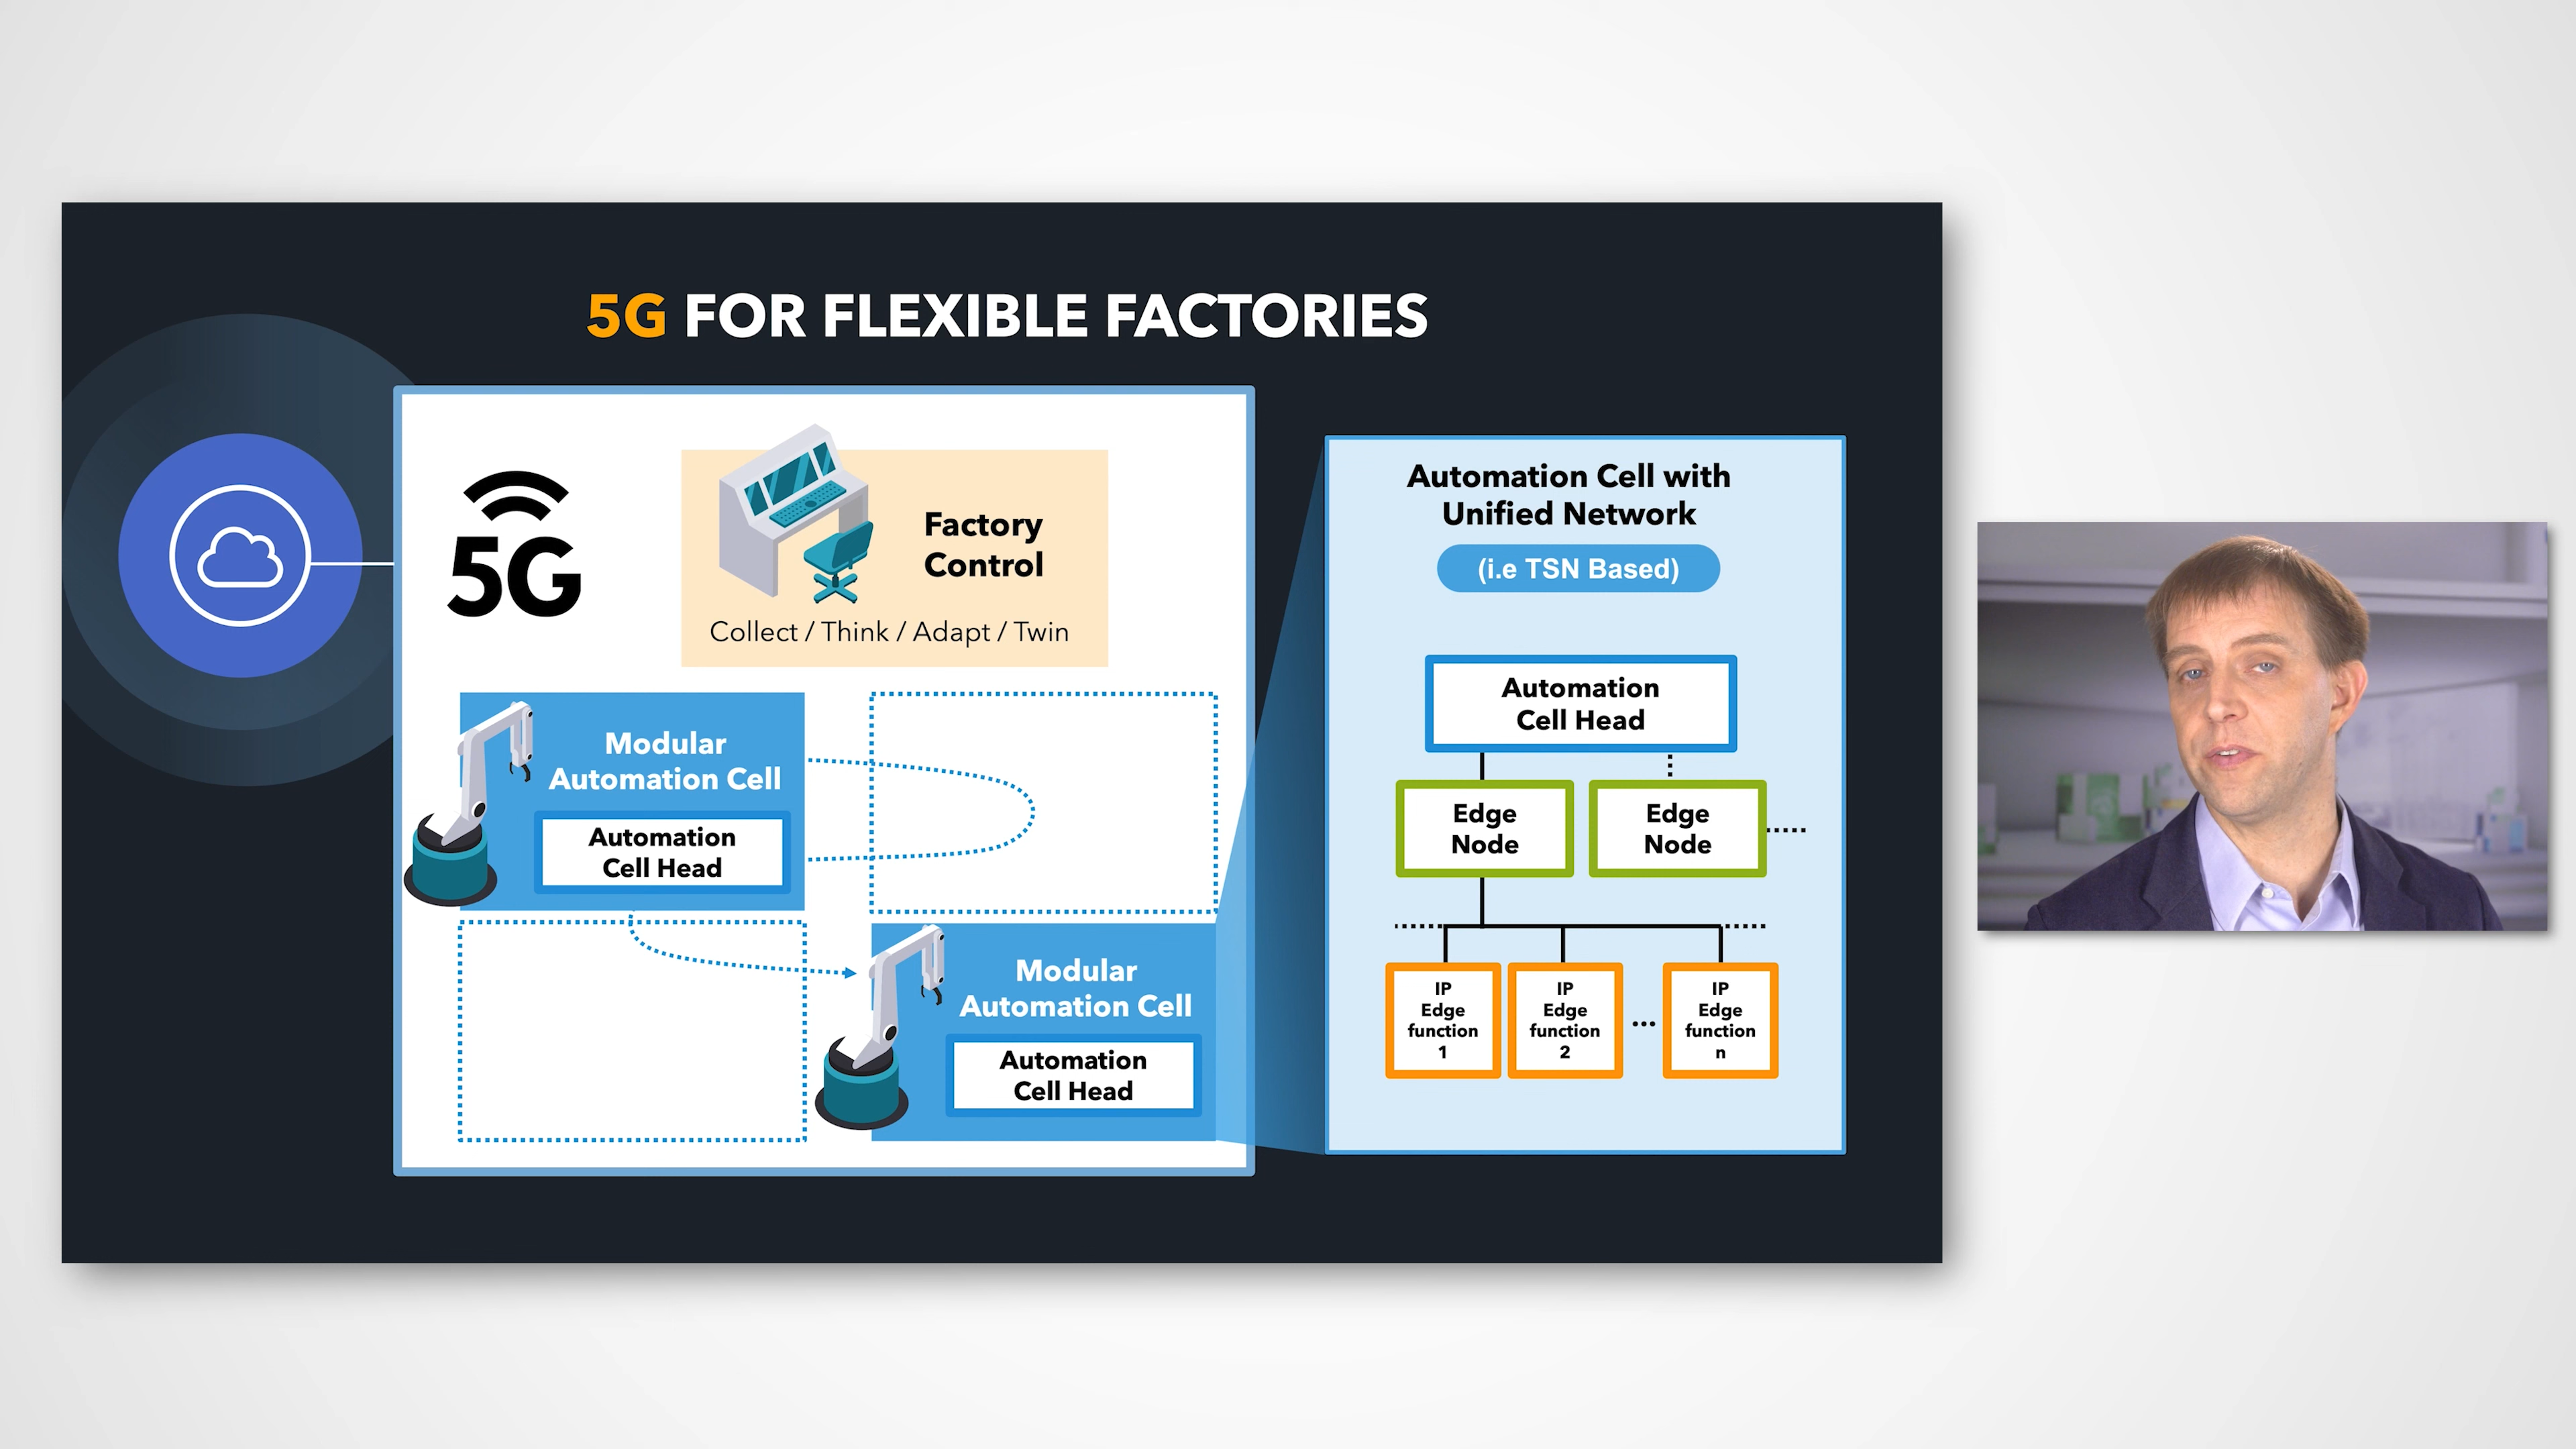 5G FOR FLEXIBLE FACTORIES
5G
Factory
Control
Collect / Think / Adapt / Twin
Modular
Automation Cell
Automation
Cell Head
Modular
Automation Cell
Automation
Cell Head
Automation Cell with
Unified Network
(i.e TSN Based)
Automation
Cell Head
Edge
Node
Edge
Node
IP
Edge
function
1
IP
Edge
function
2
...
IP
Edge
function
n